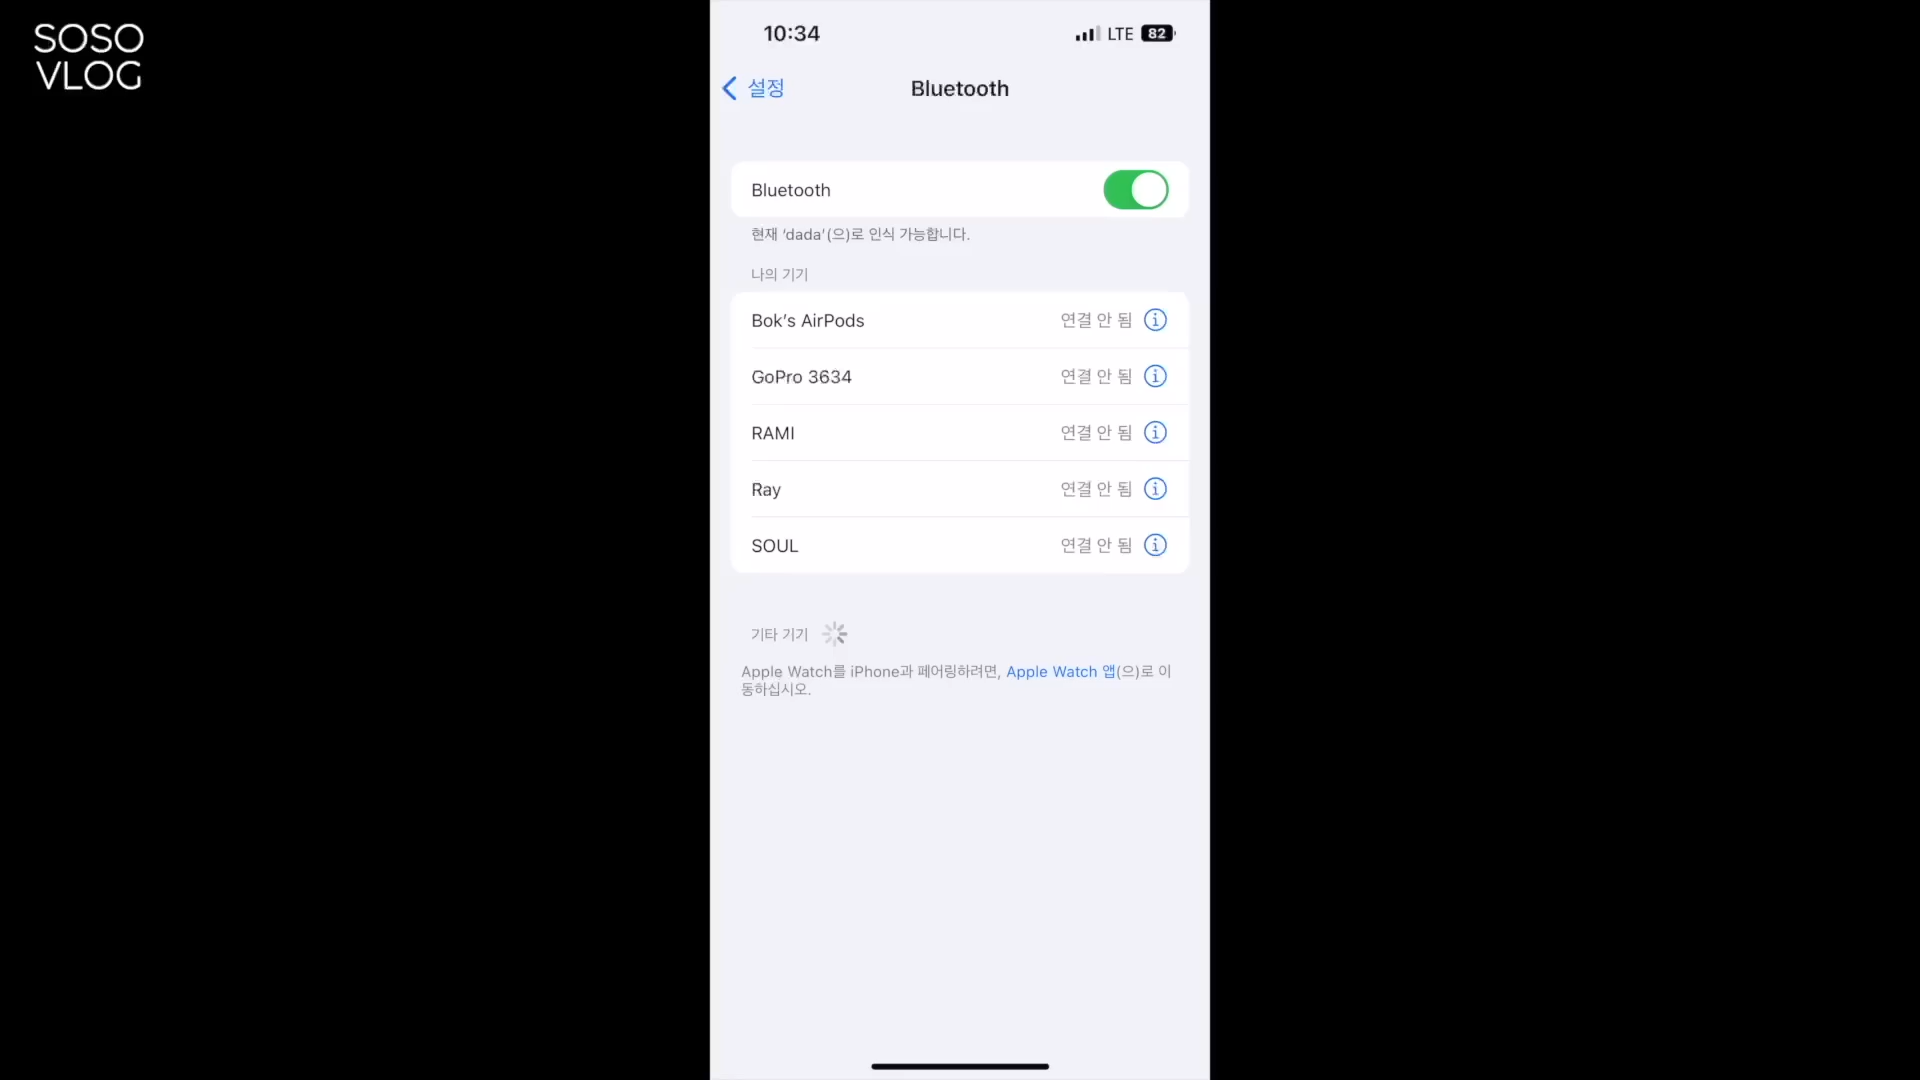 SOSO
VLOG
10:34
LTE 82
설정
Bluetooth
Bluetooth
현재 ‘dada’(으)로 인식 가능합니다.
나의 기기
Bok’s AirPods 연결 안 됨
GoPro 3634 연결 안 됨
RAMI 연결 안 됨
Ray 연결 안 됨
SOUL 연결 안 됨
기타 기기
Apple Watch를 iPhone과 페어링하려면, Apple Watch 앱(으)로 이
동하십시오.